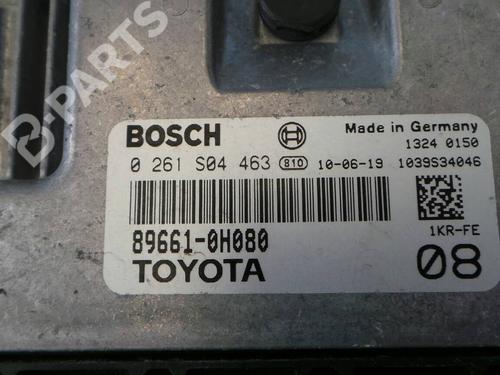 B-PARTS
BOSCH Made in Germany
1324 0150
0 261 S04 463 810 10-06-19 1039S34046
89661-0H080
1KR-FE
TOYOTA 08